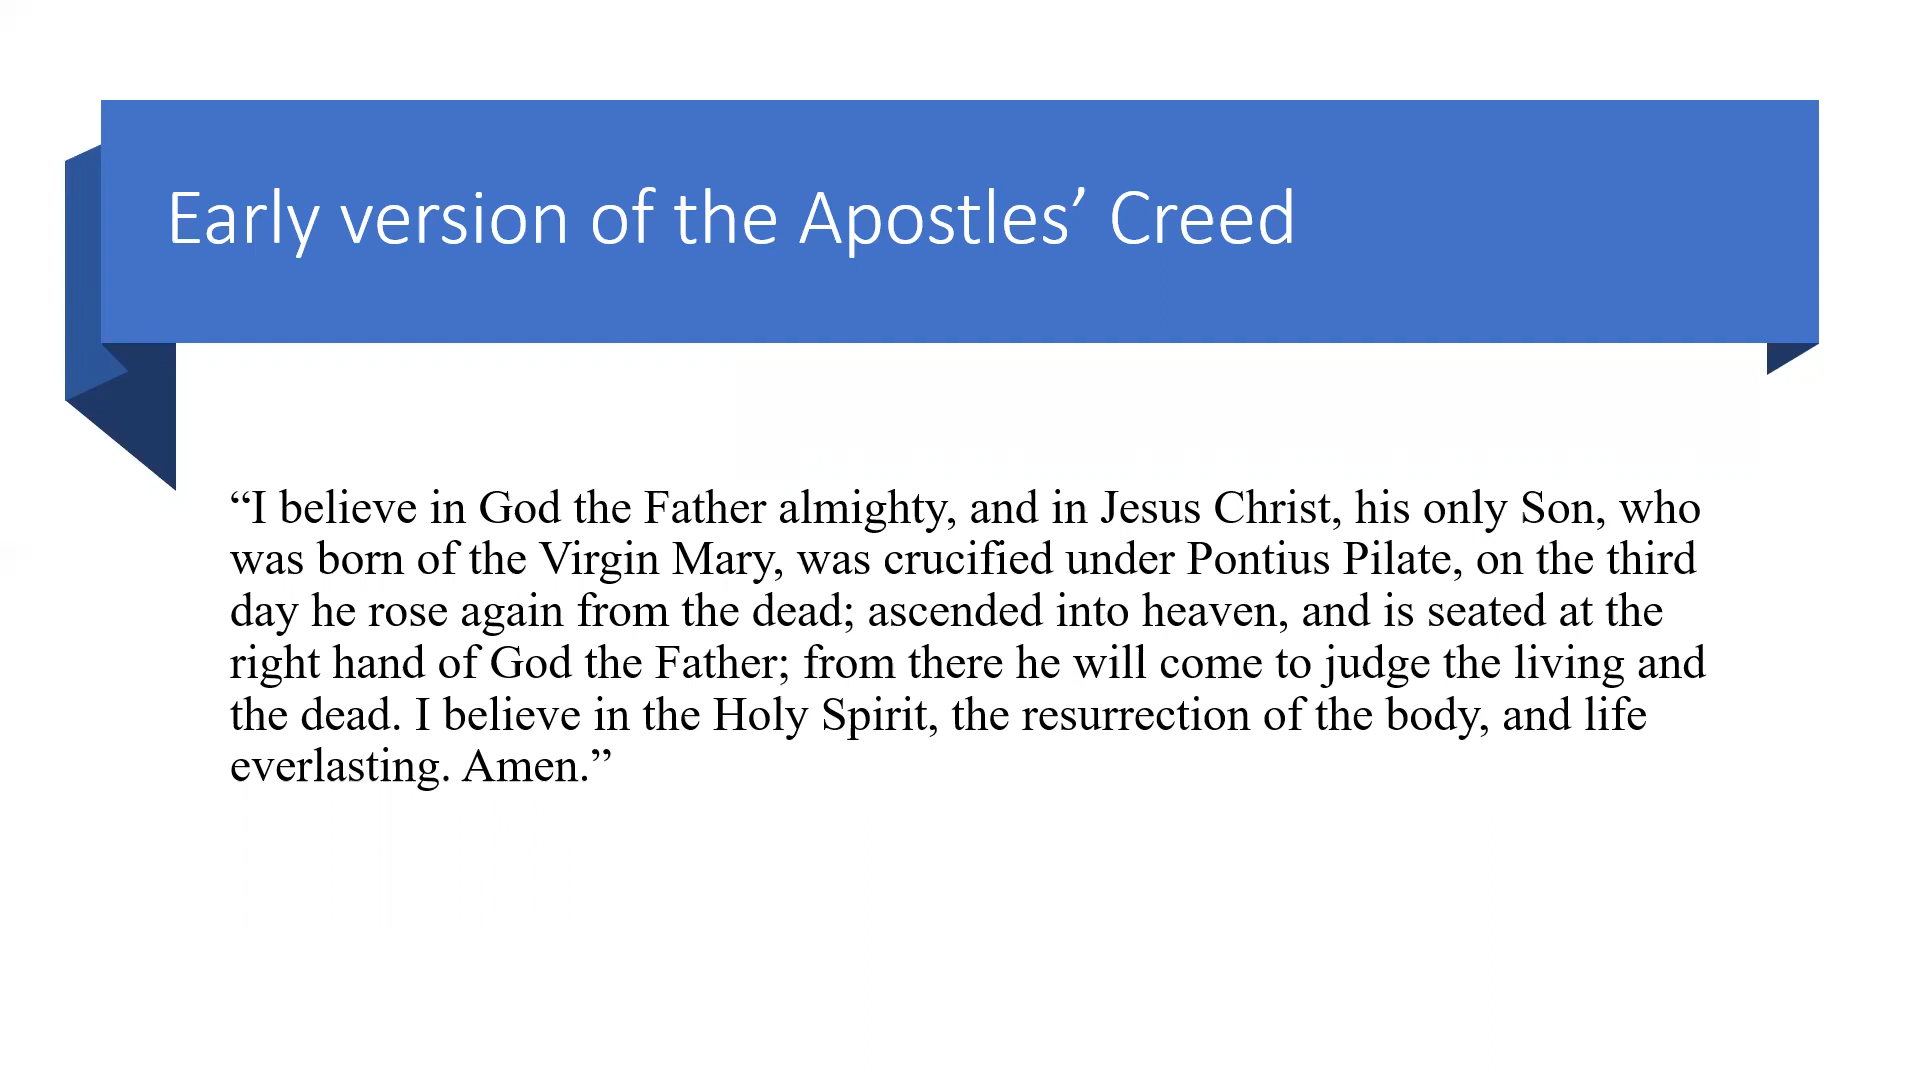 Early version of the Apostles’ Creed
“I believe in God the Father almighty, and in Jesus Christ, his only Son, who
was born of the Virgin Mary, was crucified under Pontius Pilate, on the third
day he rose again from the dead; ascended into heaven, and is seated at the
right hand of God the Father; from there he will come to judge the living and
the dead. I believe in the Holy Spirit, the resurrection of the body, and life
everlasting. Amen.”